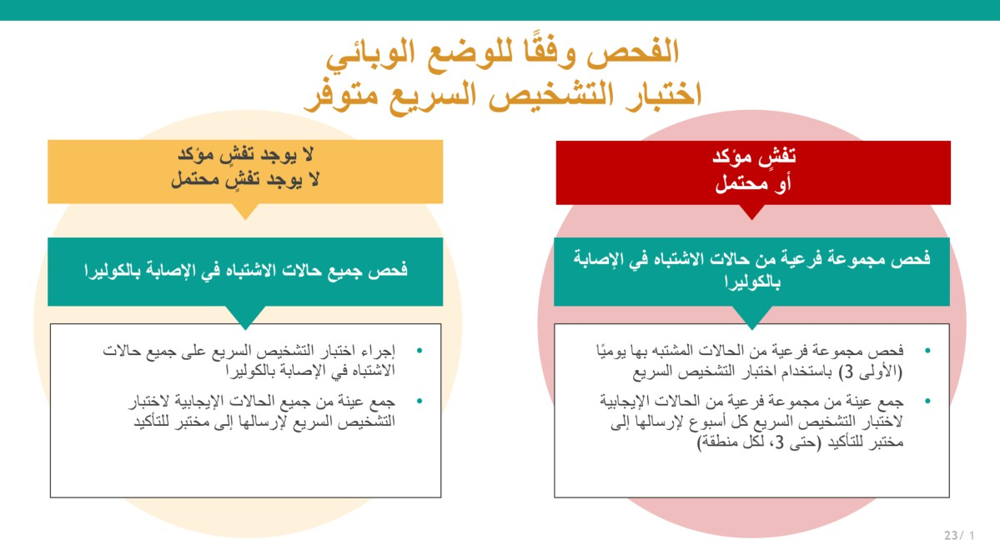 الفحص وفقًا للوضع الوبائي
اختبار التشخيص السريع متوفر
تفشٍ مؤكد
أو محتمل
فحص مجموعة فرعية من حالات الاشتباه في الإصابة
بالكوليرا
• فحص مجموعة فرعية من الحالات المشتبه بها يوميًا
(الأولى 3) باستخدام اختبار التشخيص السريع
• جمع عينة من مجموعة فرعية من الحالات الإيجابية
لاختبار التشخيص السريع كل أسبوع لإرسالها إلى
مختبر للتأكيد (حتى 3، لكل منطقة)
لا يوجد تفشٍ مؤكد
لا يوجد تفشٍ محتمل
فحص جميع حالات الاشتباه في الإصابة بالكوليرا
• إجراء اختبار التشخيص السريع على جميع حالات
الاشتباه في الإصابة بالكوليرا
• جمع عينة من جميع الحالات الإيجابية لاختبار
التشخيص السريع لإرسالها إلى مختبر للتأكيد
23/ 1